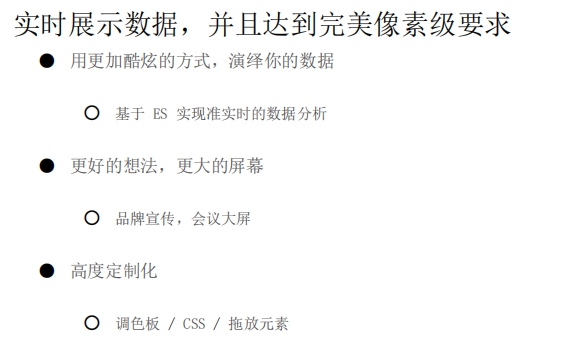 实时展示数据，并且达到完美像素级要求
用更加酷炫的方式，演绎你的数据
基于 ES 实现准实时的数据分析
更好的想法，更大的屏幕
品牌宣传，会议大屏
高度定制化
调色板 / CSS / 拖放元素